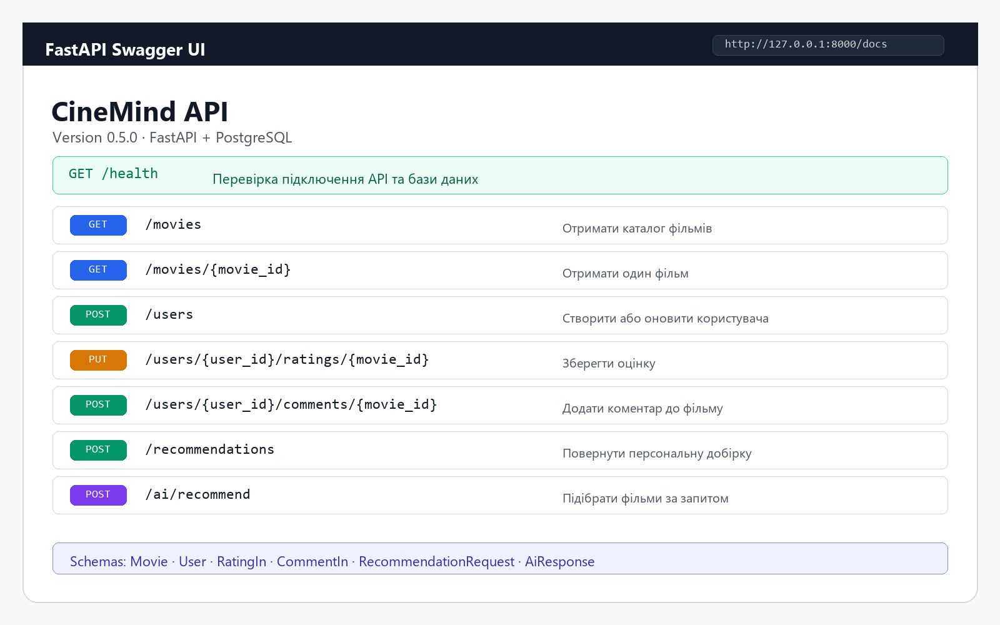 FastAPI Swagger UI
http://127.0.0.1:8000/docs
CineMind API
Version 0.5.0 · FastAPI + PostgreSQL
GET /health Перевірка підключення API та бази даних
GET /movies Отримати каталог фільмів
GET /movies/{movie_id} Отримати один фільм
POST /users Створити або оновити користувача
PUT /users/{user_id}/ratings/{movie_id} Зберегти оцінку
POST /users/{user_id}/comments/{movie_id} Додати коментар до фільму
POST /recommendations Повернути персональну добірку
POST /ai/recommend Підібрати фільми за запитом
Schemas: Movie · User · RatingIn · CommentIn · RecommendationRequest · AiResponse